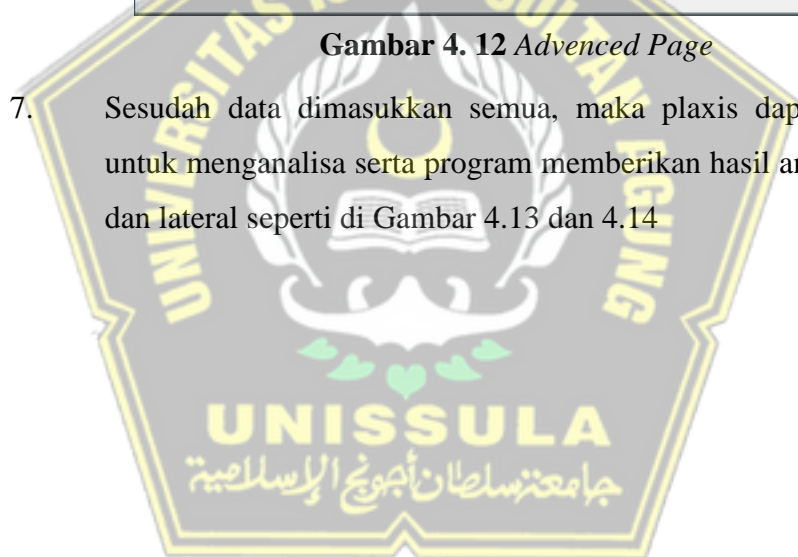 Gambar 4. 12 Advenced Page
7. Sesudah data dimasukkan semua, maka plaxis dap
untuk menganalisa serta program memberikan hasil
dan lateral seperti di Gambar 4.13 dan 4.14
UNISSULA
جامعة سلطان أجونج الإسلامية